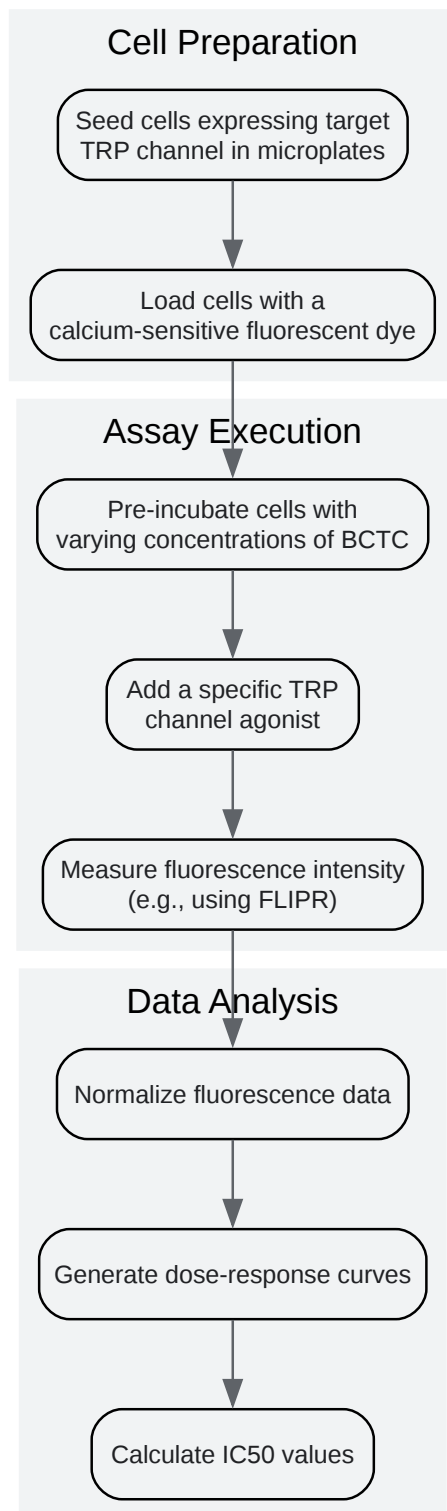 Cell Preparation
Seed cells expressing target
TRP channel in microplates
Load cells with a
calcium-sensitive fluorescent dye
Assay Execution
Pre-incubate cells with
varying concentrations of BCTC
Add a specific TRP
channel agonist
Measure fluorescence intensity
(e.g., using FLIPR)
Data Analysis
Normalize fluorescence data
Generate dose-response curves
Calculate IC50 values